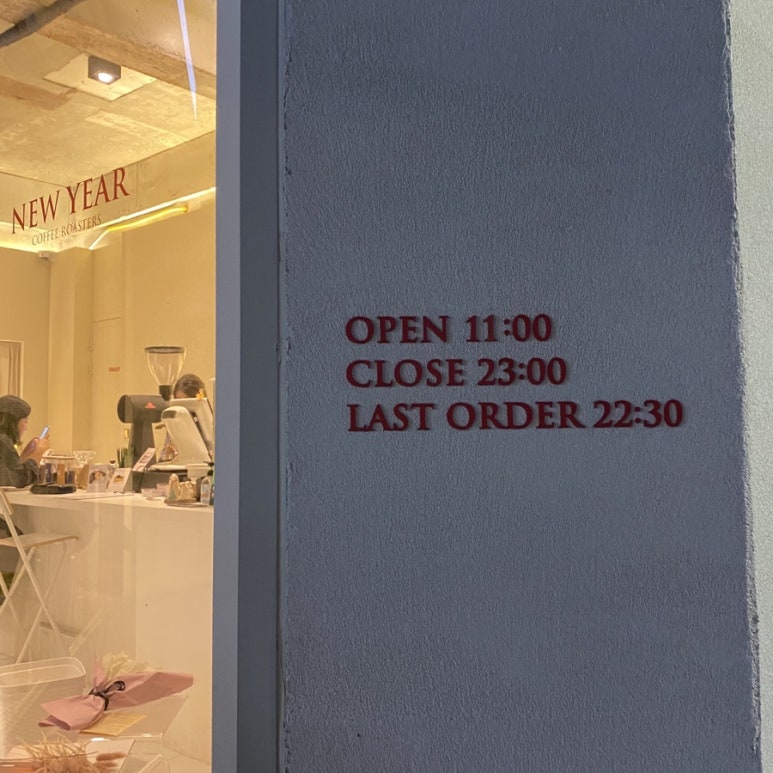 NEW YEAR
COFFEE ROASTERS
OPEN 11:00
CLOSE 23:00
LAST ORDER 22:30